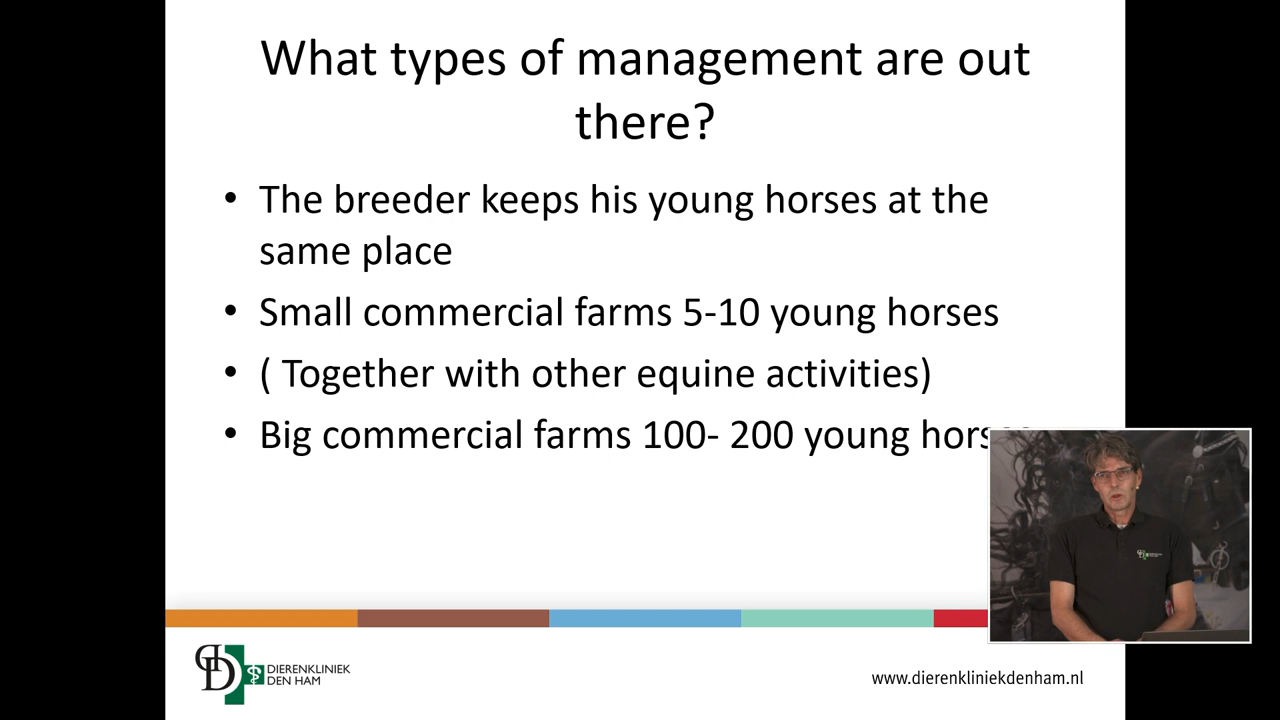 What types of management are out
there?
• The breeder keeps his young horses at the
same place
• Small commercial farms 5-10 young horses
• ( Together with other equine activities)
• Big commercial farms 100- 200 young
DIERENKLINIEK
DEN HAM
www.dierenkliniekdenham.nl